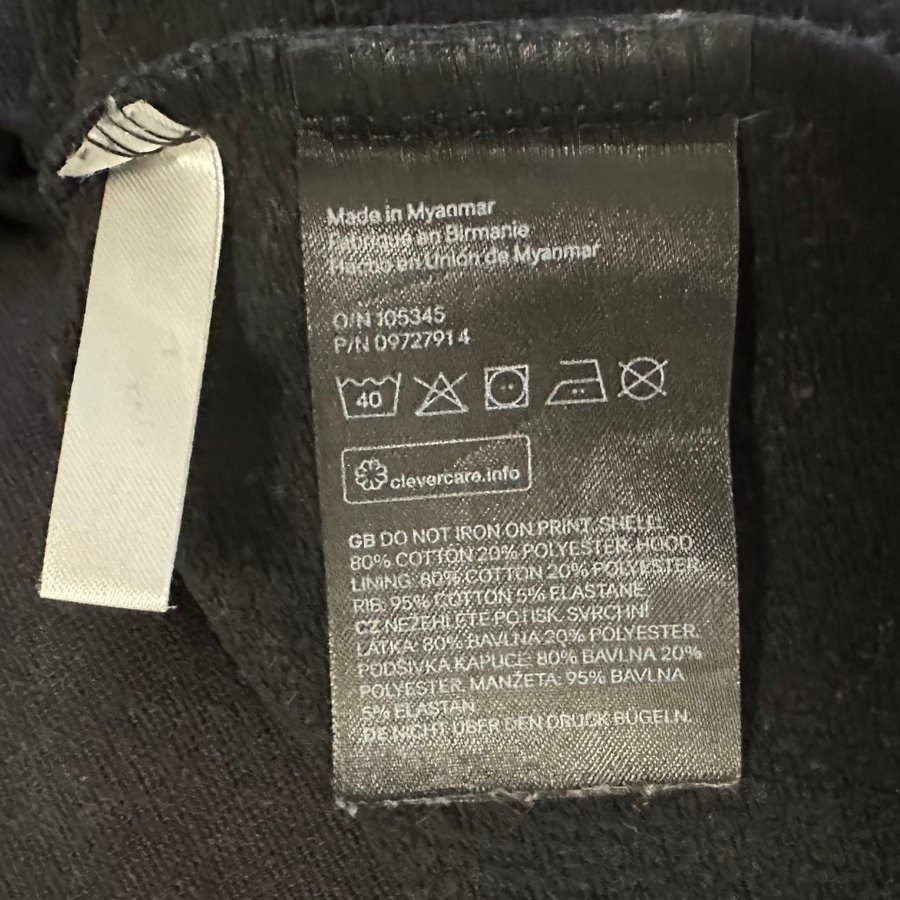 Made in Myanmar
Fabriqué en Birmanie
Hecho en Unión de Myanmar
O/N 105345
P/N 09727914
40
clevercare.info
GB DO NOT IRON ON PRINT. SHELL:
80% COTTON 20% POLYESTER; HOOD
LINING: 80% COTTON 20% POLYESTER.
RIB: 95% COTTON 5% ELASTANE.
CZ NEŽEHLETE POTISK. SVRCHNÍ
LÁTKA: 80% BAVLNA 20% POLYESTER.
PODŠÍVKA KAPUCE: 80% BAVLNA 20%
POLYESTER. MANŽETA: 95% BAVLNA
5% ELASTAN
DE NICHT ÜBER DEN DRUCK BÜGELN.